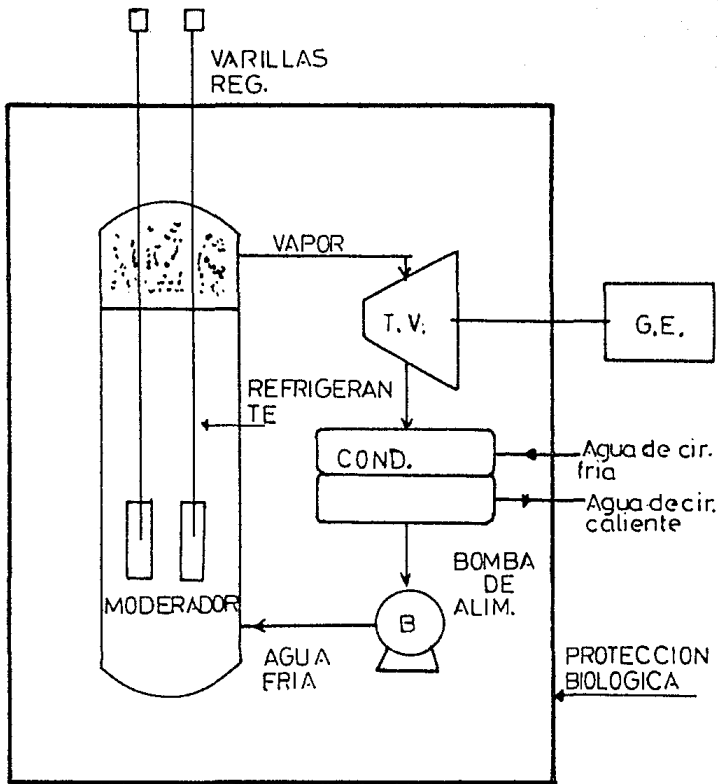 VARILLAS
REG.
VAPOR
T.V.
G.E.
REFRIGERAN
TE
COND.
Agua de cir.
fria
Agua de cir.
caliente
MODERADOR
BOMBA
DE
ALIM.
B
AGUA
FRIA
PROTECCION
BIOLOGICA